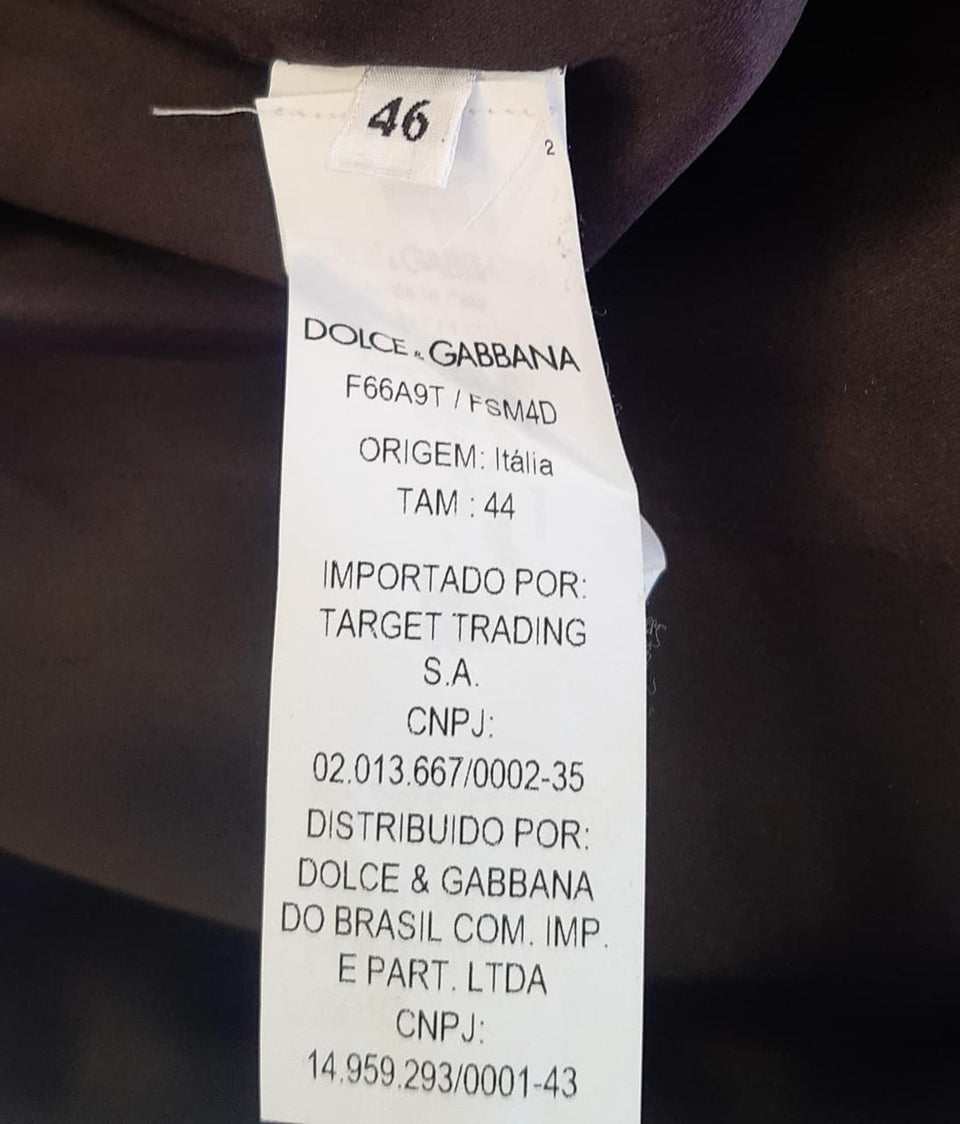 46
2
DOLCE & GABBANA
F66A9T / FSM4D
ORIGEM: Itália
TAM : 44
IMPORTADO POR:
TARGET TRADING
S.A.
CNPJ:
02.013.667/0002-35
DISTRIBUIDO POR:
DOLCE & GABBANA
DO BRASIL COM. IMP.
E PART. LTDA
CNPJ:
14.959.293/0001-43